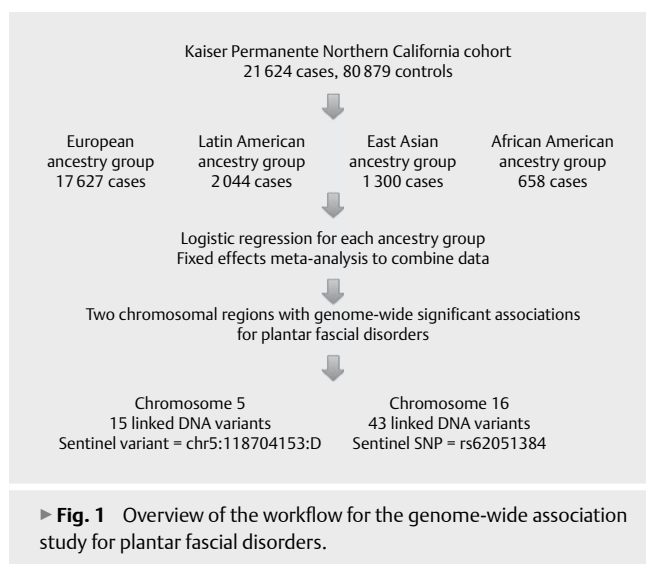 Kaiser Permanente Northern California cohort
21 624 cases, 80 879 controls
European
ancestry group
17 627 cases
Latin American
ancestry group
2 044 cases
East Asian
ancestry group
1 300 cases
African American
ancestry group
658 cases
Logistic regression for each ancestry group
Fixed effects meta-analysis to combine data
Two chromosomal regions with genome-wide significant associations
for plantar fascial disorders
Chromosome 5
15 linked DNA variants
Sentinel variant = chr5:118704153:D
Chromosome 16
43 linked DNA variants
Sentinel SNP = rs62051384
▶ Fig. 1 Overview of the workflow for the genome-wide association
study for plantar fascial disorders.